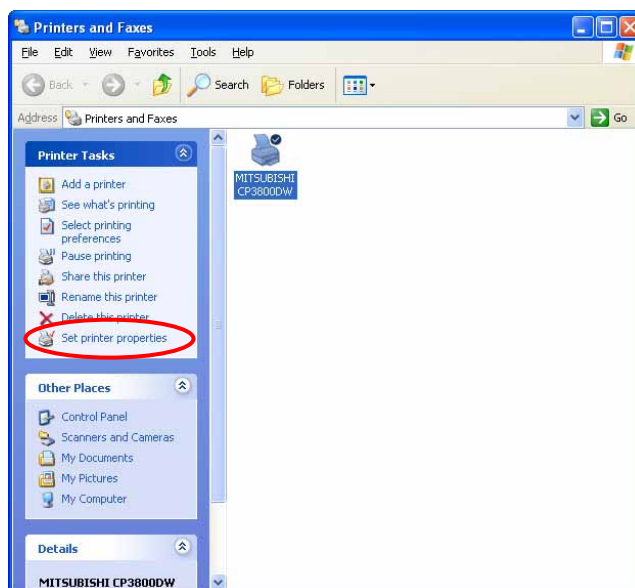 Printers and Faxes
File Edit View Favorites Tools Help
Back Search Folders
Address Printers and Faxes Go
Printer Tasks
Add a printer
See what's printing
Select printing
preferences
Pause printing
Share this printer
Rename this printer
Delete this printer
Set printer properties
Other Places
Control Panel
Scanners and Cameras
My Documents
My Pictures
My Computer
Details
MITSUBISHI CP3800DW
MITSUBISHI
CP3800DW